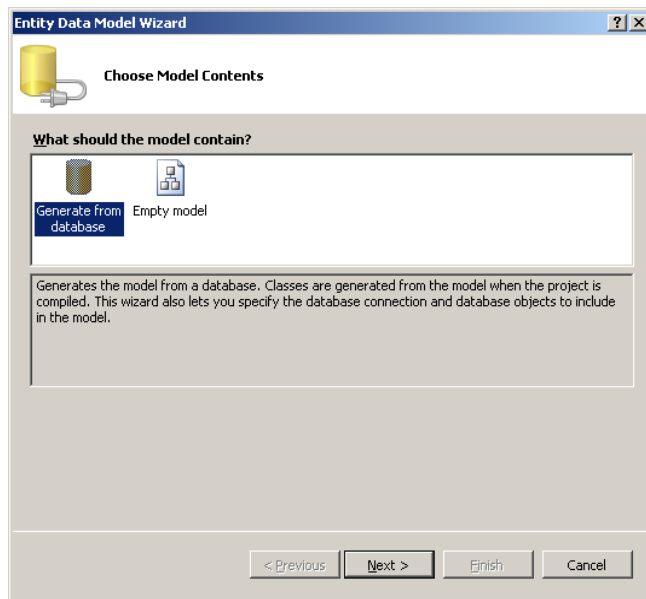 Entity Data Model Wizard
Choose Model Contents
What should the model contain?
Generate from
database
Empty model
Generates the model from a database. Classes are generated from the model when the project is
compiled. This wizard also lets you specify the database connection and database objects to include
in the model.
< Previous
Next >
Finish
Cancel